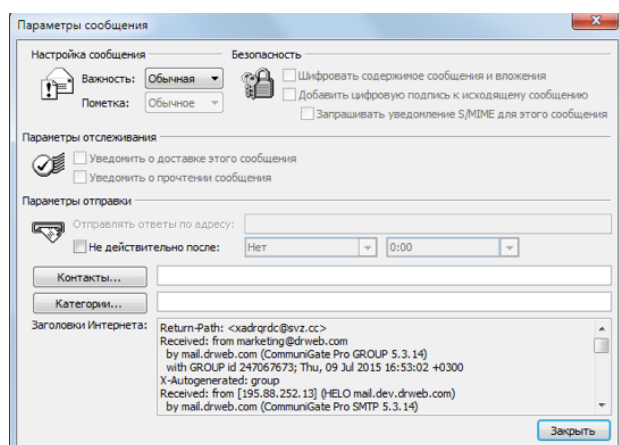 Параметры сообщения
Настройка сообщения
Безопасность
Важность: Обычная
Пометка: Обычное
Шифровать содержимое сообщения и вложения
Добавить цифровую подпись к исходящему сообщению
Запрашивать уведомление S/MIME для этого сообщения
Параметры отслеживания
Уведомить о доставке этого сообщения
Уведомить о прочтении сообщения
Параметры отправки
Отправлять ответы по адресу:
Не действительно после: Нет 0:00
Контакты...
Категории...
Заголовки Интернета:
Return-Path: <xadrqrdc@svz.cc>
Received: from marketing@drweb.com
by mail.drweb.com (CommuniGate Pro GROUP 5.3.14)
with GROUP id 247067673; Thu, 09 Jul 2015 16:53:02 +0300
X-Autogenerated: group
Received: from [195.88.252.13] (HELO mail.dev.drweb.com)
by mail.drweb.com (CommuniGate Pro SMTP 5.3.14)
Закрыть